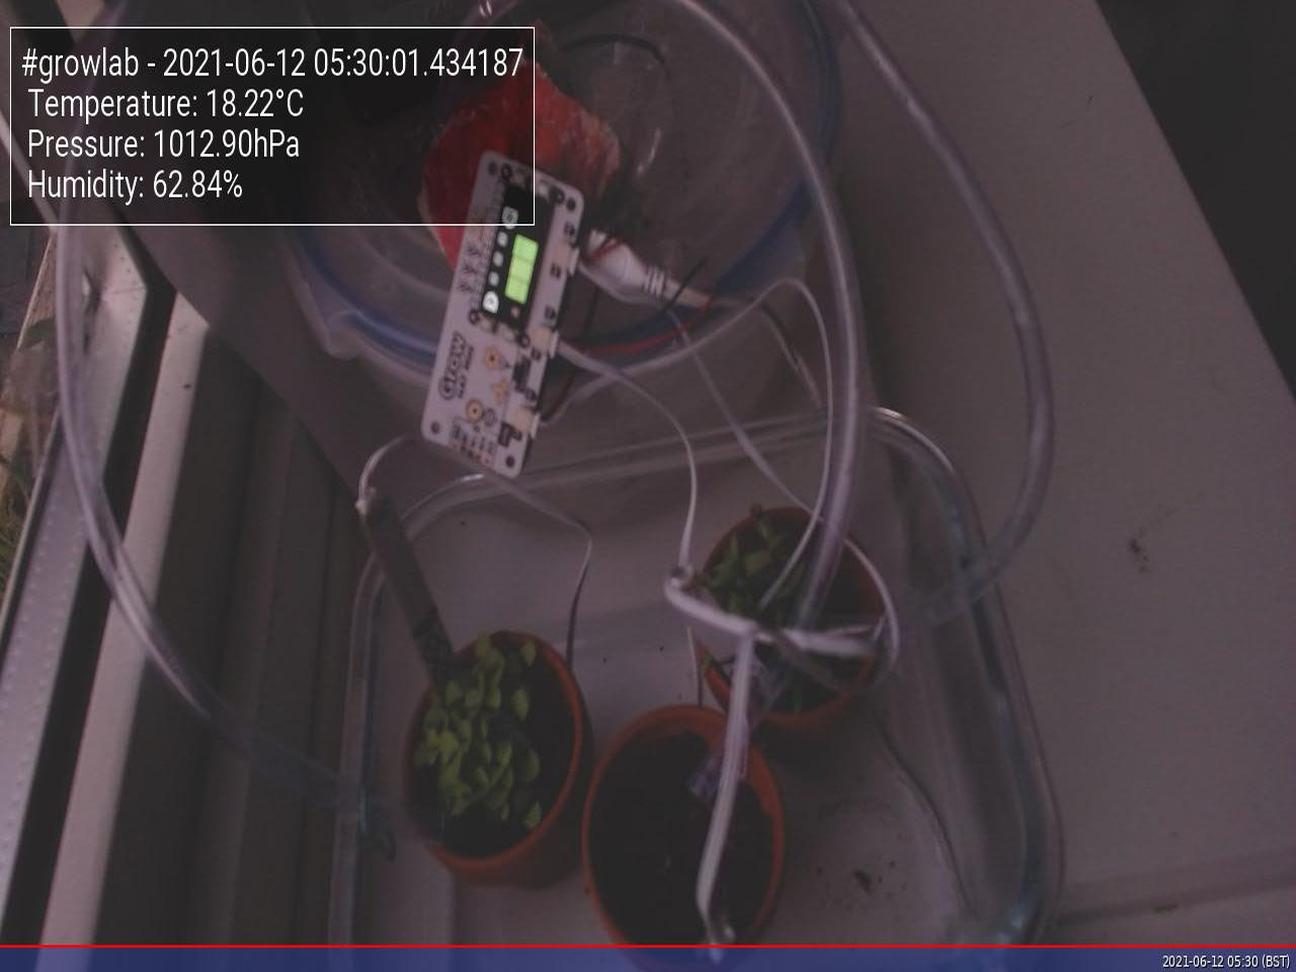 #growlab - 2021-06-12 05:30:01.434187
Temperature: 18.22°C
Pressure: 1012.90hPa
Humidity: 62.84%
GROW
2021-06-12 05:30 (BST)